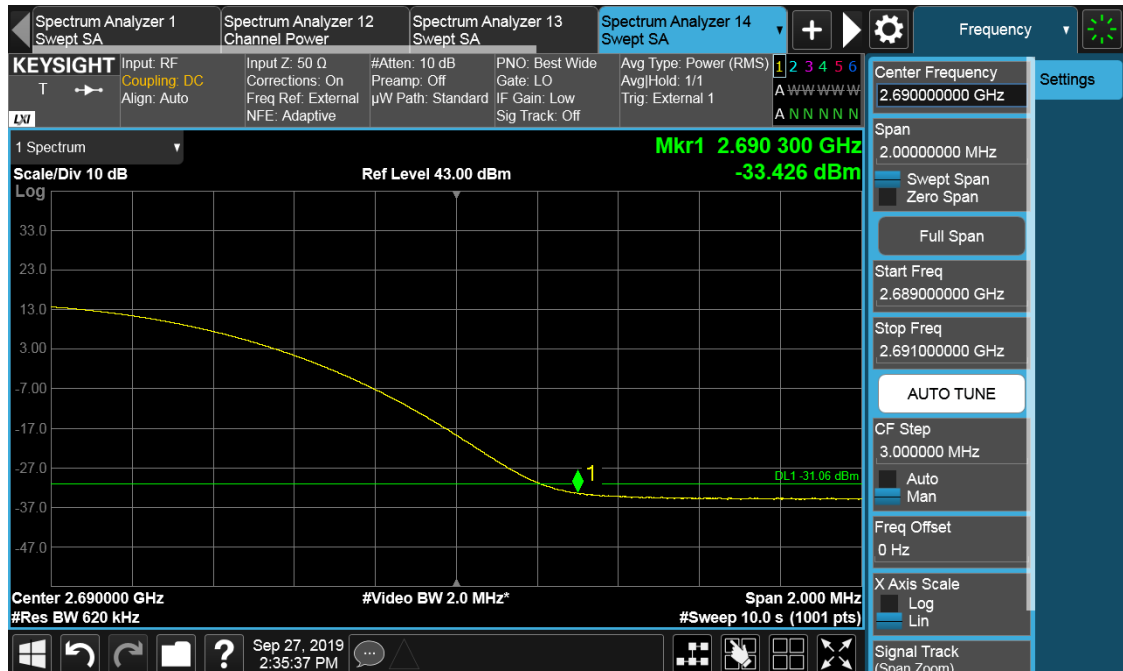 Spectrum Analyzer 1
Swept SA
Spectrum Analyzer 12
Channel Power
Spectrum Analyzer 13
Swept SA
Spectrum Analyzer 14
Swept SA
+
Frequency
KEYSIGHT
T
LXI
Input: RF
Coupling: DC
Align: Auto
Input Z: 50 Ω
Corrections: On
Freq Ref: External
NFE: Adaptive
#Atten: 10 dB
Preamp: Off
µW Path: Standard
PNO: Best Wide
Gate: LO
IF Gain: Low
Sig Track: Off
Avg Type: Power (RMS)
Avg|Hold: 1/1
Trig: External 1
1 2 3 4 5 6
A W W W W W
A N N N N N
1 Spectrum
Mkr1 2.690 300 GHz
-33.426 dBm
Scale/Div 10 dB
Ref Level 43.00 dBm
Log
33.0
23.0
13.0
3.00
-7.00
-17.0
-27.0
-37.0
-47.0
1
DL1 -31.06 dBm
Center 2.690000 GHz
#Video BW 2.0 MHz*
Span 2.000 MHz
#Res BW 620 kHz
#Sweep 10.0 s (1001 pts)
?
Sep 27, 2019
2:35:37 PM
Center Frequency
2.690000000 GHz
Settings
Span
2.00000000 MHz
Swept Span
Zero Span
Full Span
Start Freq
2.689000000 GHz
Stop Freq
2.691000000 GHz
AUTO TUNE
CF Step
3.000000 MHz
Auto
Man
Freq Offset
0 Hz
X Axis Scale
Log
Lin
Signal Track
(Span Zoom)